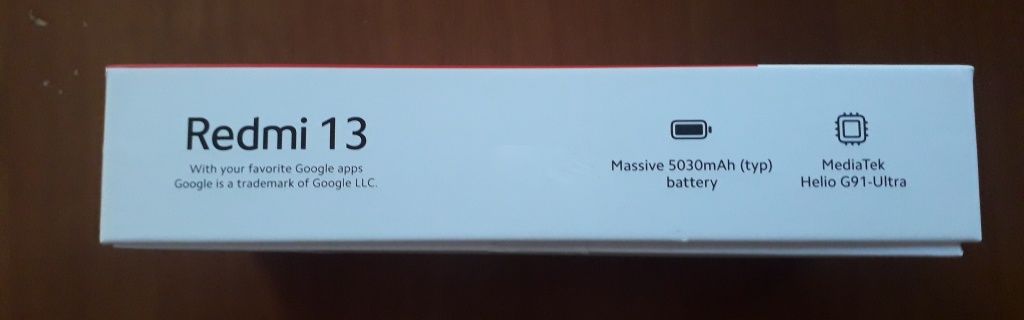 Redmi 13
With your favorite Google apps
Google is a trademark of Google LLC.
Massive 5030mAh (typ)
battery
MediaTek
Helio G91-Ultra